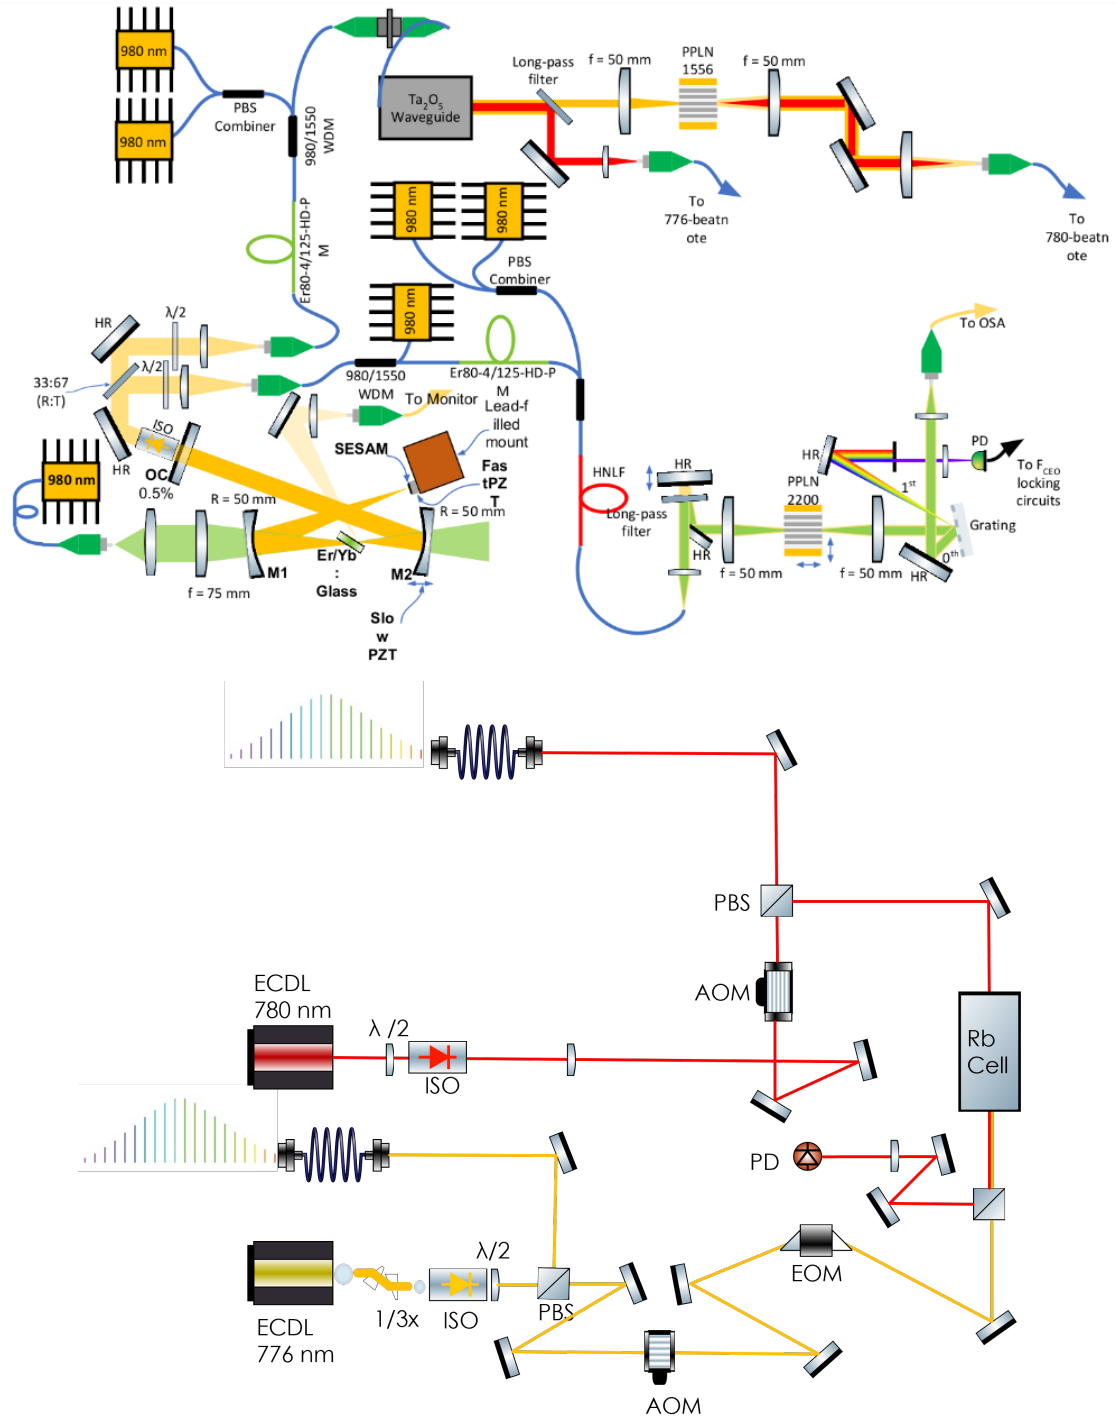 980 nm
980 nm
PBS
Combiner
980/1550
WDM
Er80-4/125-HD-P
M
Ta2O5
Waveguide
Long-pass
filter
f = 50 mm
PPLN
1556
f = 50 mm
To
776-beatn
ote
To
780-beatn
ote
980 nm
980 nm
PBS
Combiner
980 nm
980/1550
WDM
Er80-4/125-HD-P
M
To Monitor
Lead-f
illed
mount
HR
λ/2
λ/2
33:67
(R:T)
HR
ISO
OC
0.5%
980 nm
R = 50 mm
f = 75 mm
M1
SESAM
Fas
tPZ
T
R = 50 mm
Er/Yb
:
Glass
M2
Slo
w
PZT
HNLF
HR
Long-pass
filter
HR
f = 50 mm
PPLN
2200
f = 50 mm
HR
To OSA
HR
1st
0th
Grating
PD
To FCEO
locking
circuits
PBS
AOM
ECDL
780 nm
λ /2
ISO
Rb
Cell
PD
EOM
ECDL
776 nm
1/3x
ISO
λ/2
PBS
AOM